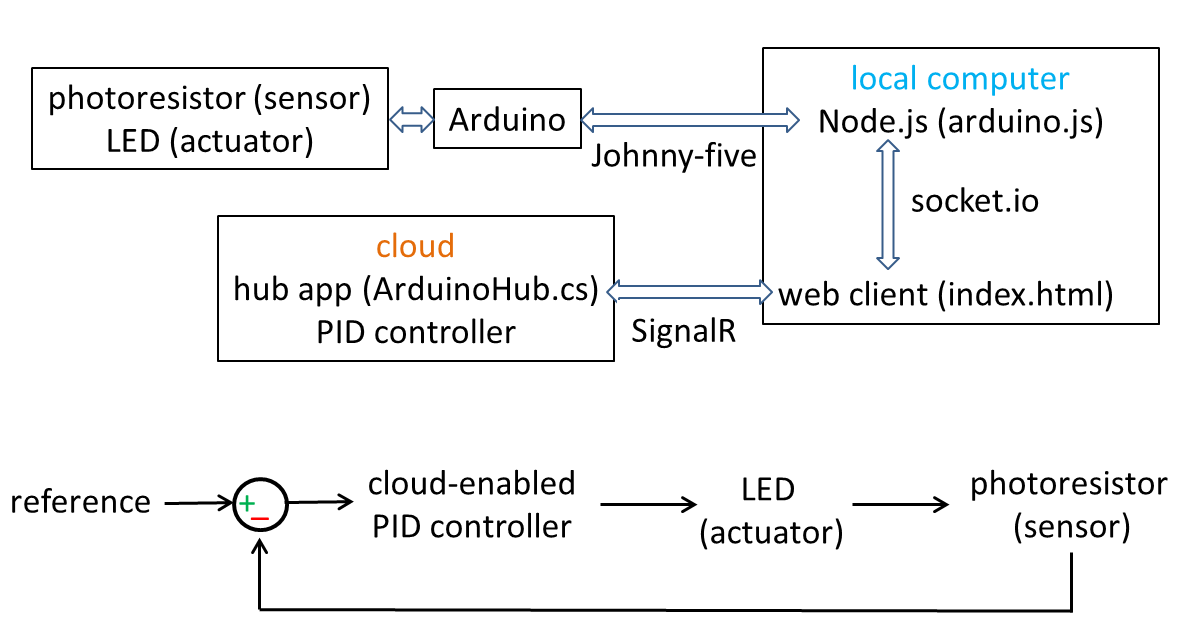 photoresistor (sensor)
LED (actuator)
Arduino
Johnny-five
local computer
Node.js (arduino.js)
socket.io
web client (index.html)
cloud
hub app (ArduinoHub.cs)
PID controller
SignalR
reference
+
−
cloud-enabled
PID controller
LED
(actuator)
photoresistor
(sensor)